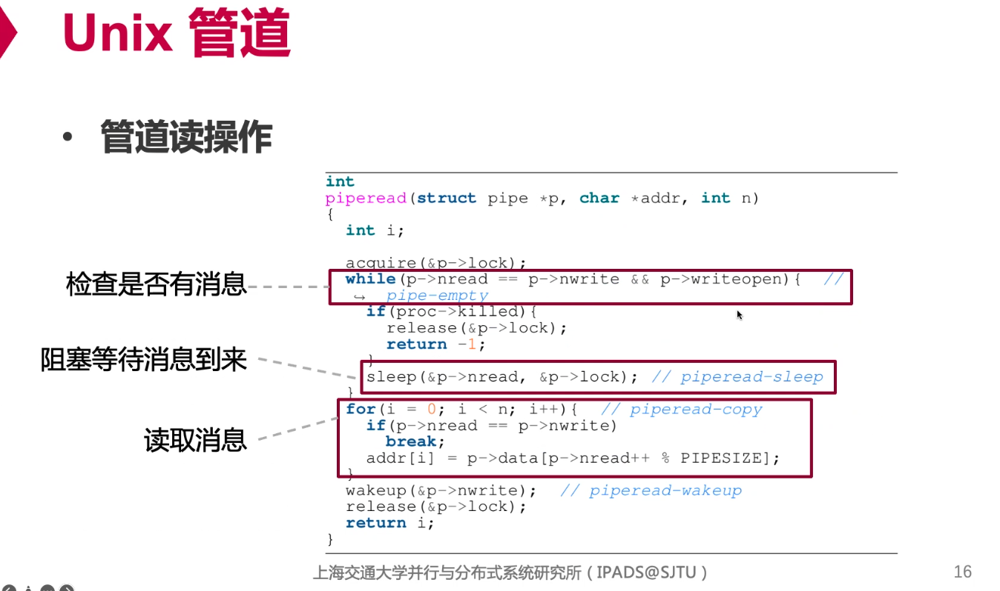 Unix 管道
• 管道读操作
int
piperead(struct pipe *p, char *addr, int n)
{
int i;
acquire(&p->lock);
检查是否有消息
while(p->nread == p->nwrite && p->writeopen){ //
↪ pipe-empty
if(proc->killed){
release(&p->lock);
return -1;
}
阻塞等待消息到来
sleep(&p->nread, &p->lock); // piperead-sleep
}
for(i = 0; i < n; i++){ // piperead-copy
if(p->nread == p->nwrite)
break;
读取消息
addr[i] = p->data[p->nread++ % PIPESIZE];
}
wakeup(&p->nwrite); // piperead-wakeup
release(&p->lock);
return i;
}
上海交通大学并行与分布式系统研究所（IPADS@SJTU）
16